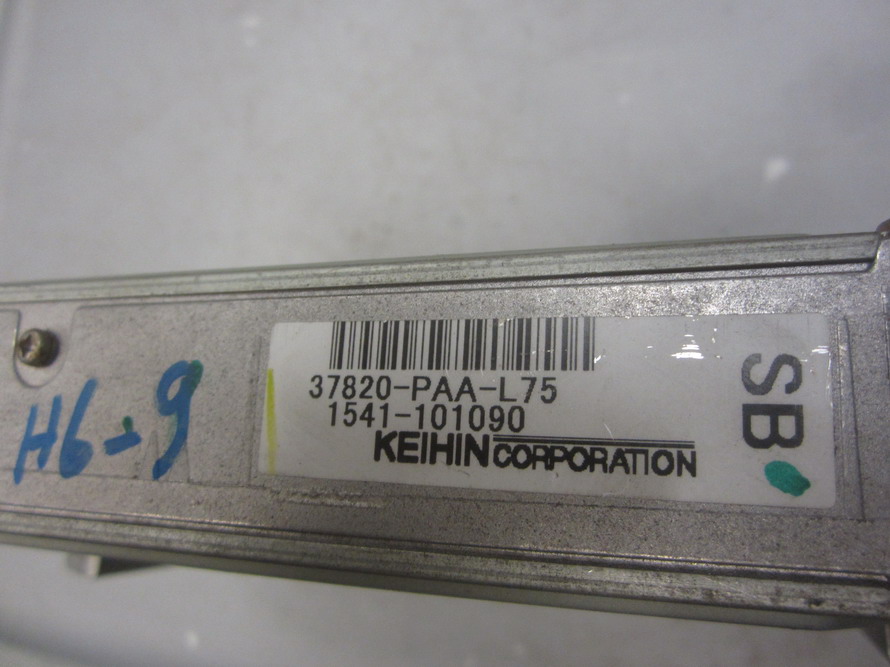 37820-PAA-L75
1541-101090
KEIHIN CORPORATION
SB
H6-9